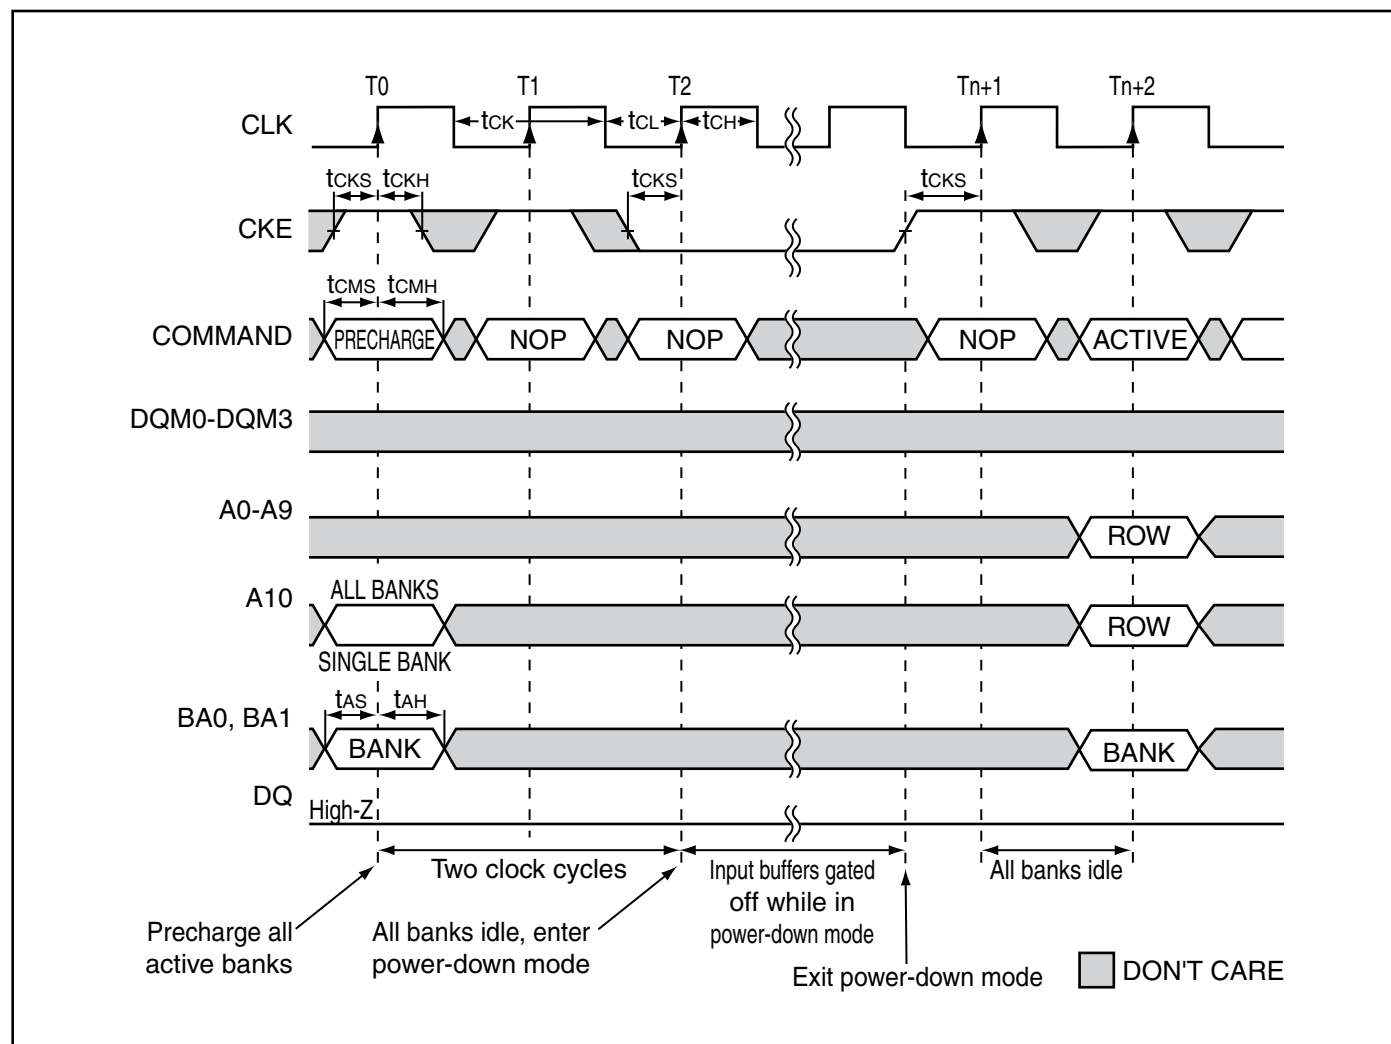 T0 T1 T2 Tn+1 Tn+2
CLK tCK tCL tCH
tCKS tCKH tCKS tCKS
CKE
tCMS tCMH
COMMAND PRECHARGE NOP NOP NOP ACTIVE
DQM0-DQM3
A0-A9 ROW
A10 ALL BANKS ROW
SINGLE BANK
tAS tAH
BA0, BA1 BANK BANK
DQ High-Z
Two clock cycles
Input buffers gated
off while in
power-down mode
All banks idle
Precharge all
active banks
All banks idle, enter
power-down mode
Exit power-down mode
DON'T CARE